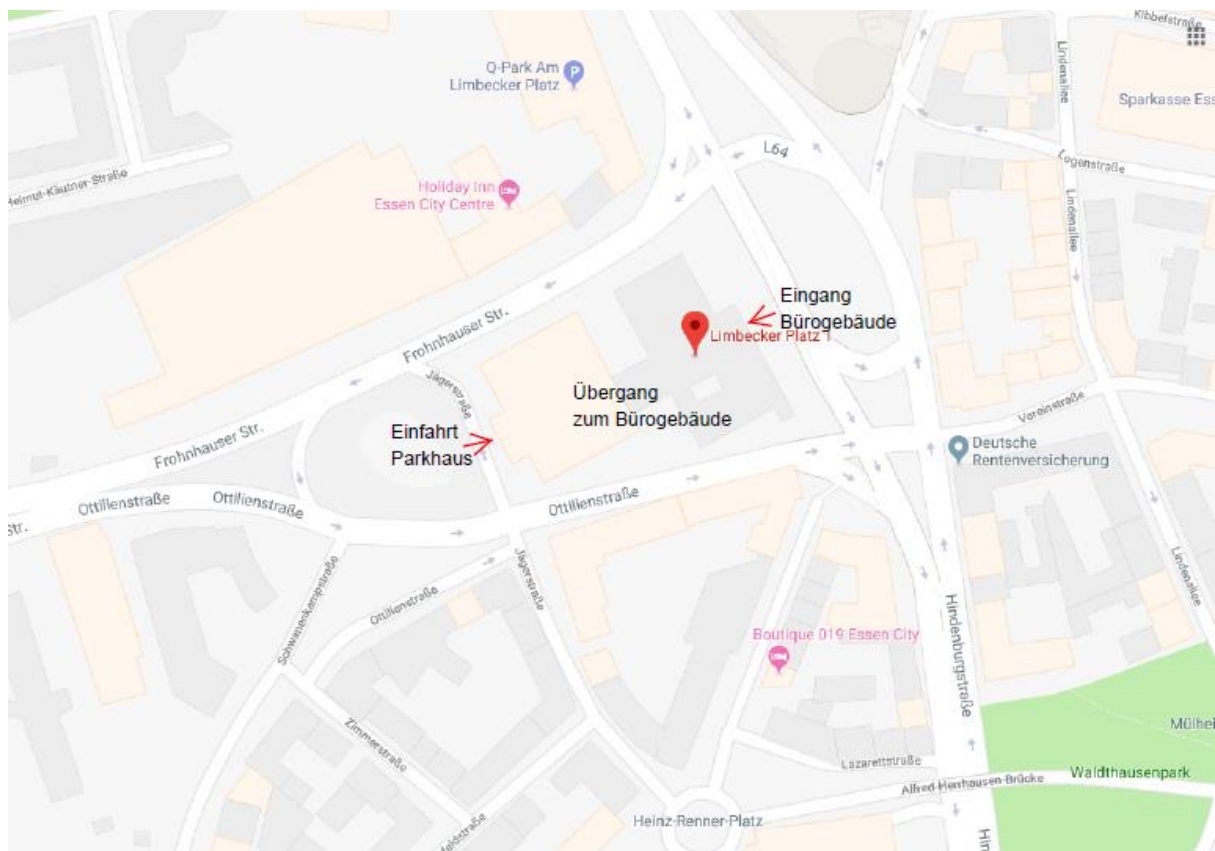 Kibbelstraße
Q-Park Am
Limbecker Platz
Lindenallee
Sparkasse Ess
L64
Logenstraße
Helmut-Käutner-Straße
Holiday Inn
Essen City Centre
Lindenallee
Eingang
Bürogebäude
Frohnhauser Str.
Limbecker Platz 1
Jägerstraße
Übergang
zum Bürogebäude
Einfahrt
Parkhaus
Vereinstraße
Frohnhauser Str.
Deutsche
Rentenversicherung
Ottilienstraße
Ottilienstraße
Ottilienstraße
Str.
Jägerstraße
Schwanenkampstraße
Ottilienstraße
Lindenallee
Hindenburgstraße
Boutique 019 Essen City
Zimmerstraße
Mülhei
Lazarettstraße
Waldthausenpark
Alfred-Herrhausen-Brücke
Heinz-Renner-Platz
Hin